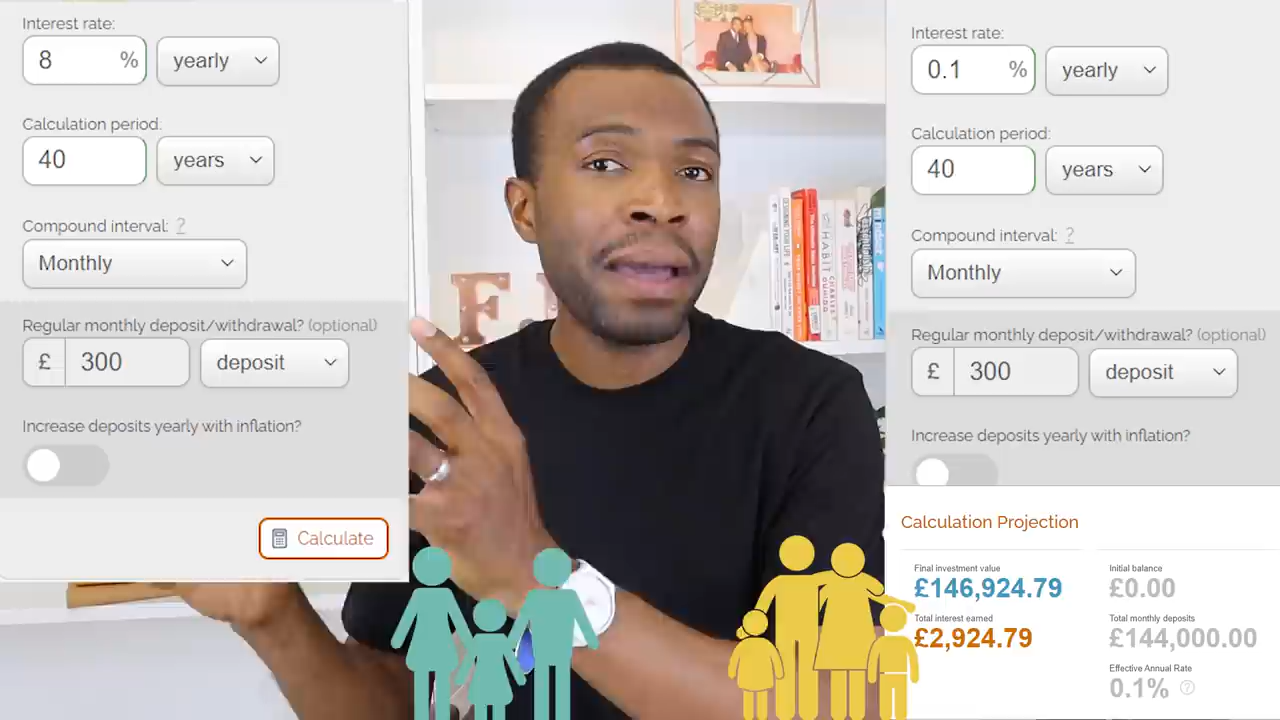 Interest rate:
8 %
yearly
Calculation period:
40
years
Compound interval: ?
Monthly
Regular monthly deposit/withdrawal? (optional)
£ 300
deposit
Increase deposits yearly with inflation?
Calculate
F
HABIT
Interest rate:
0.1 %
yearly
Calculation period:
40
years
Compound interval: ?
Monthly
Regular monthly deposit/withdrawal? (optional)
£ 300
deposit
Increase deposits yearly with inflation?
Calculation Projection
Final investment value
£146,924.79
Initial balance
£0.00
Total interest earned
£2,924.79
Total monthly deposits
£144,000.00
Effective Annual Rate
0.1% ?